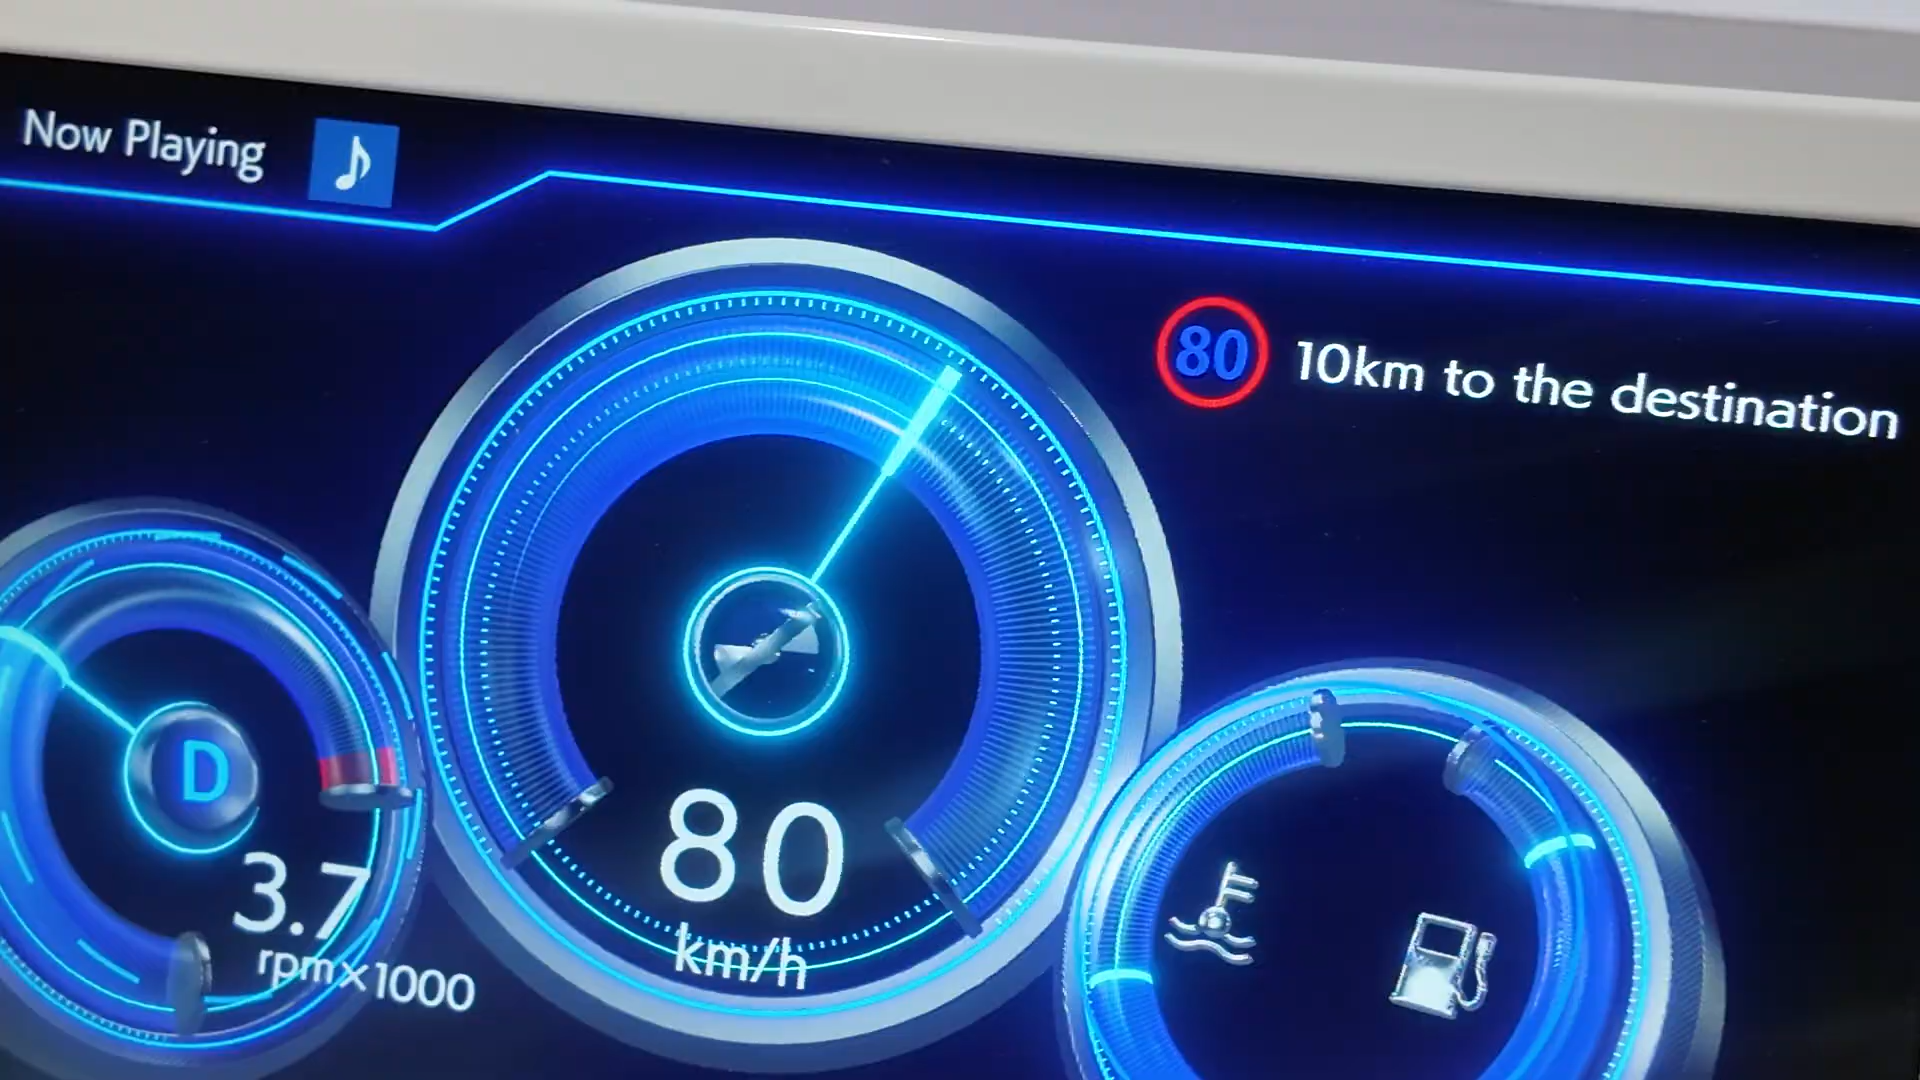 Now Playing
80
10km to the destination
D
3.7
rpm×1000
80
km/h